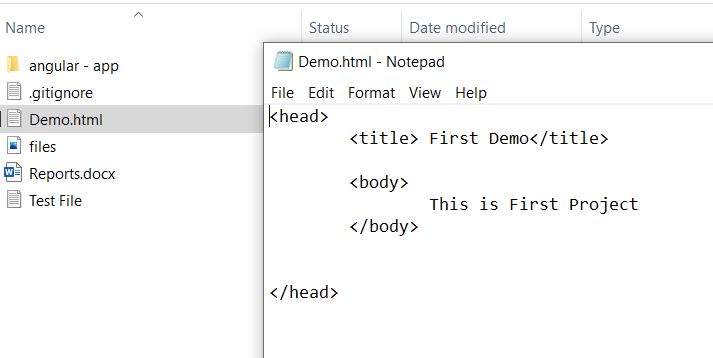 Name Status Date modified Type
angular - app
.gitignore
Demo.html
files
Reports.docx
Test File
Demo.html - Notepad
File Edit Format View Help
<head>
<title> First Demo</title>
<body>
This is First Project
</body>
</head>